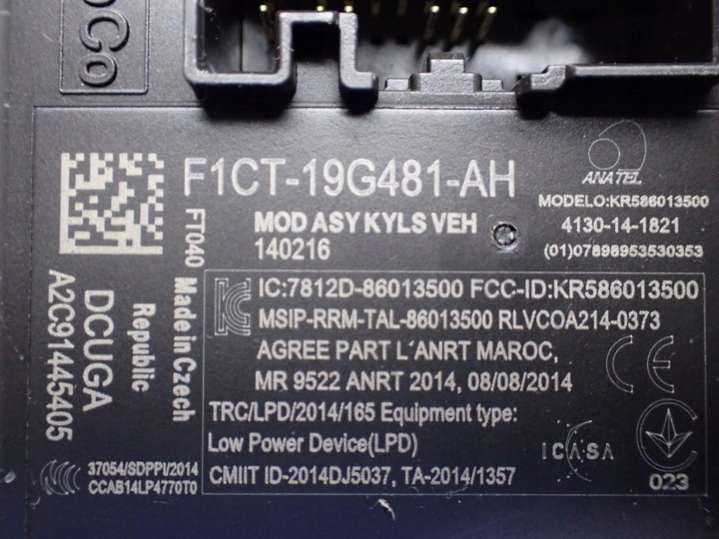 oCo
F1CT-19G481-AH
MOD ASY KYLS VEH
140216
FT040
ANATEL
MODELO:KR586013500
4130-14-1821
(01)07898953530353
Made in Czech
Republic
DCUGA
A2C91445405
IC:7812D-86013500 FCC-ID:KR586013500
MSIP-RRM-TAL-86013500 RLVCOA214-0373
AGREE PART L´ANRT MAROC,
MR 9522 ANRT 2014, 08/08/2014
CE
TRC/LPD/2014/165 Equipment type:
Low Power Device(LPD)
CMIIT ID-2014DJ5037, TA-2014/1357
ICASA
023
37054/SDPPI/2014
CCAB14LP4770T0